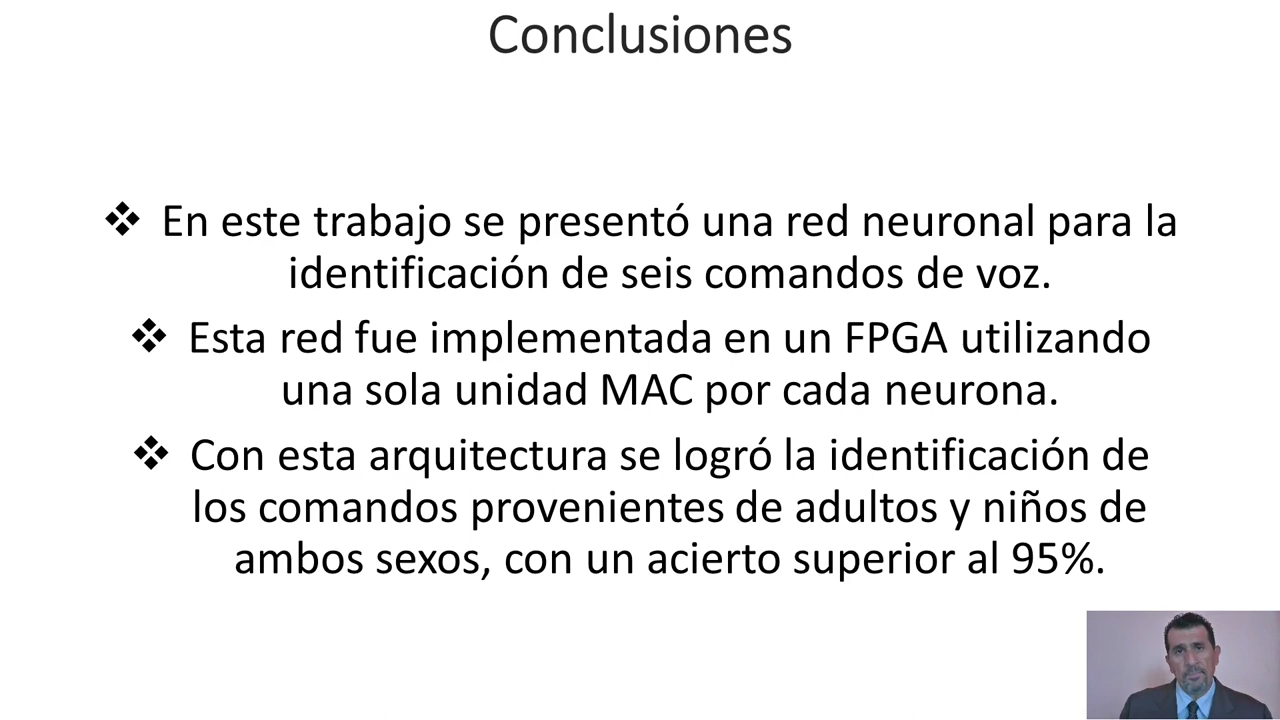 Conclusiones
❖ En este trabajo se presentó una red neuronal para la
identificación de seis comandos de voz.
❖ Esta red fue implementada en un FPGA utilizando
una sola unidad MAC por cada neurona.
❖ Con esta arquitectura se logró la identificación de
los comandos provenientes de adultos y niños de
ambos sexos, con un acierto superior al 95%.